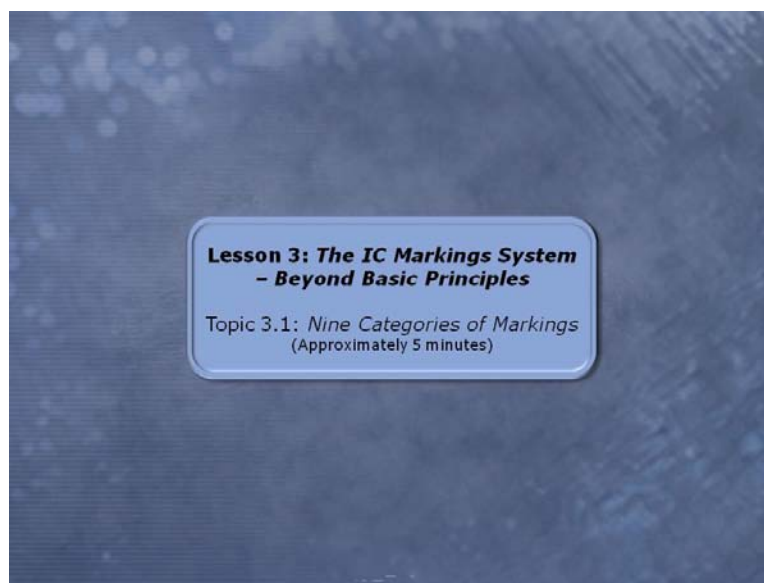 Lesson 3: The IC Markings System
– Beyond Basic Principles
Topic 3.1: Nine Categories of Markings
(Approximately 5 minutes)